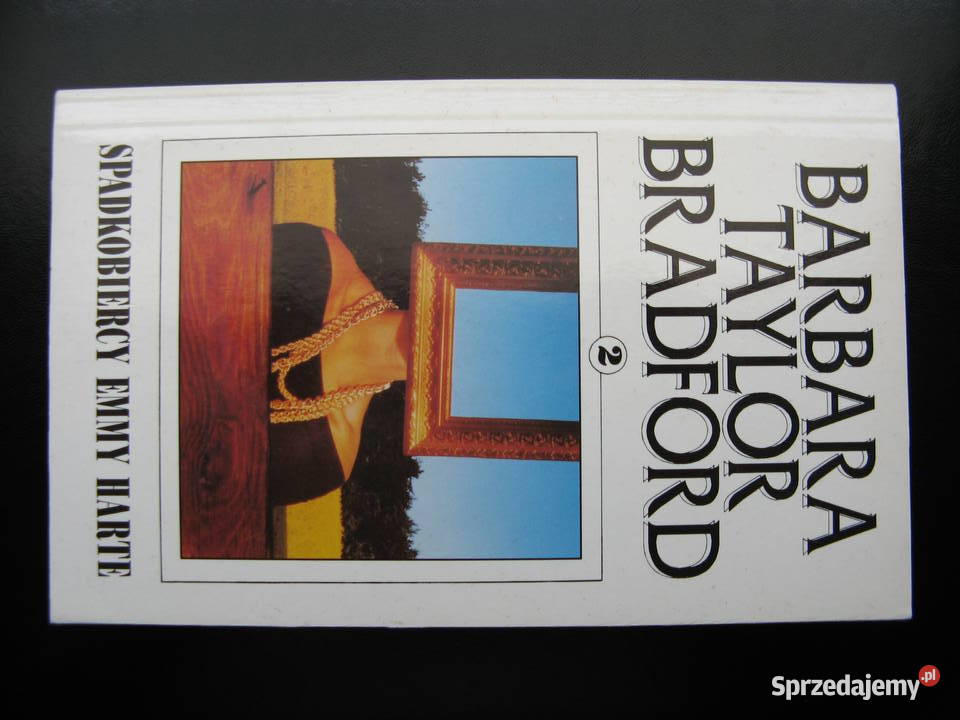 BARBARA
TAYLOR
BRADFORD
2
SPADKOBIERCY EMMY HARTE
Sprzedajemy.pl